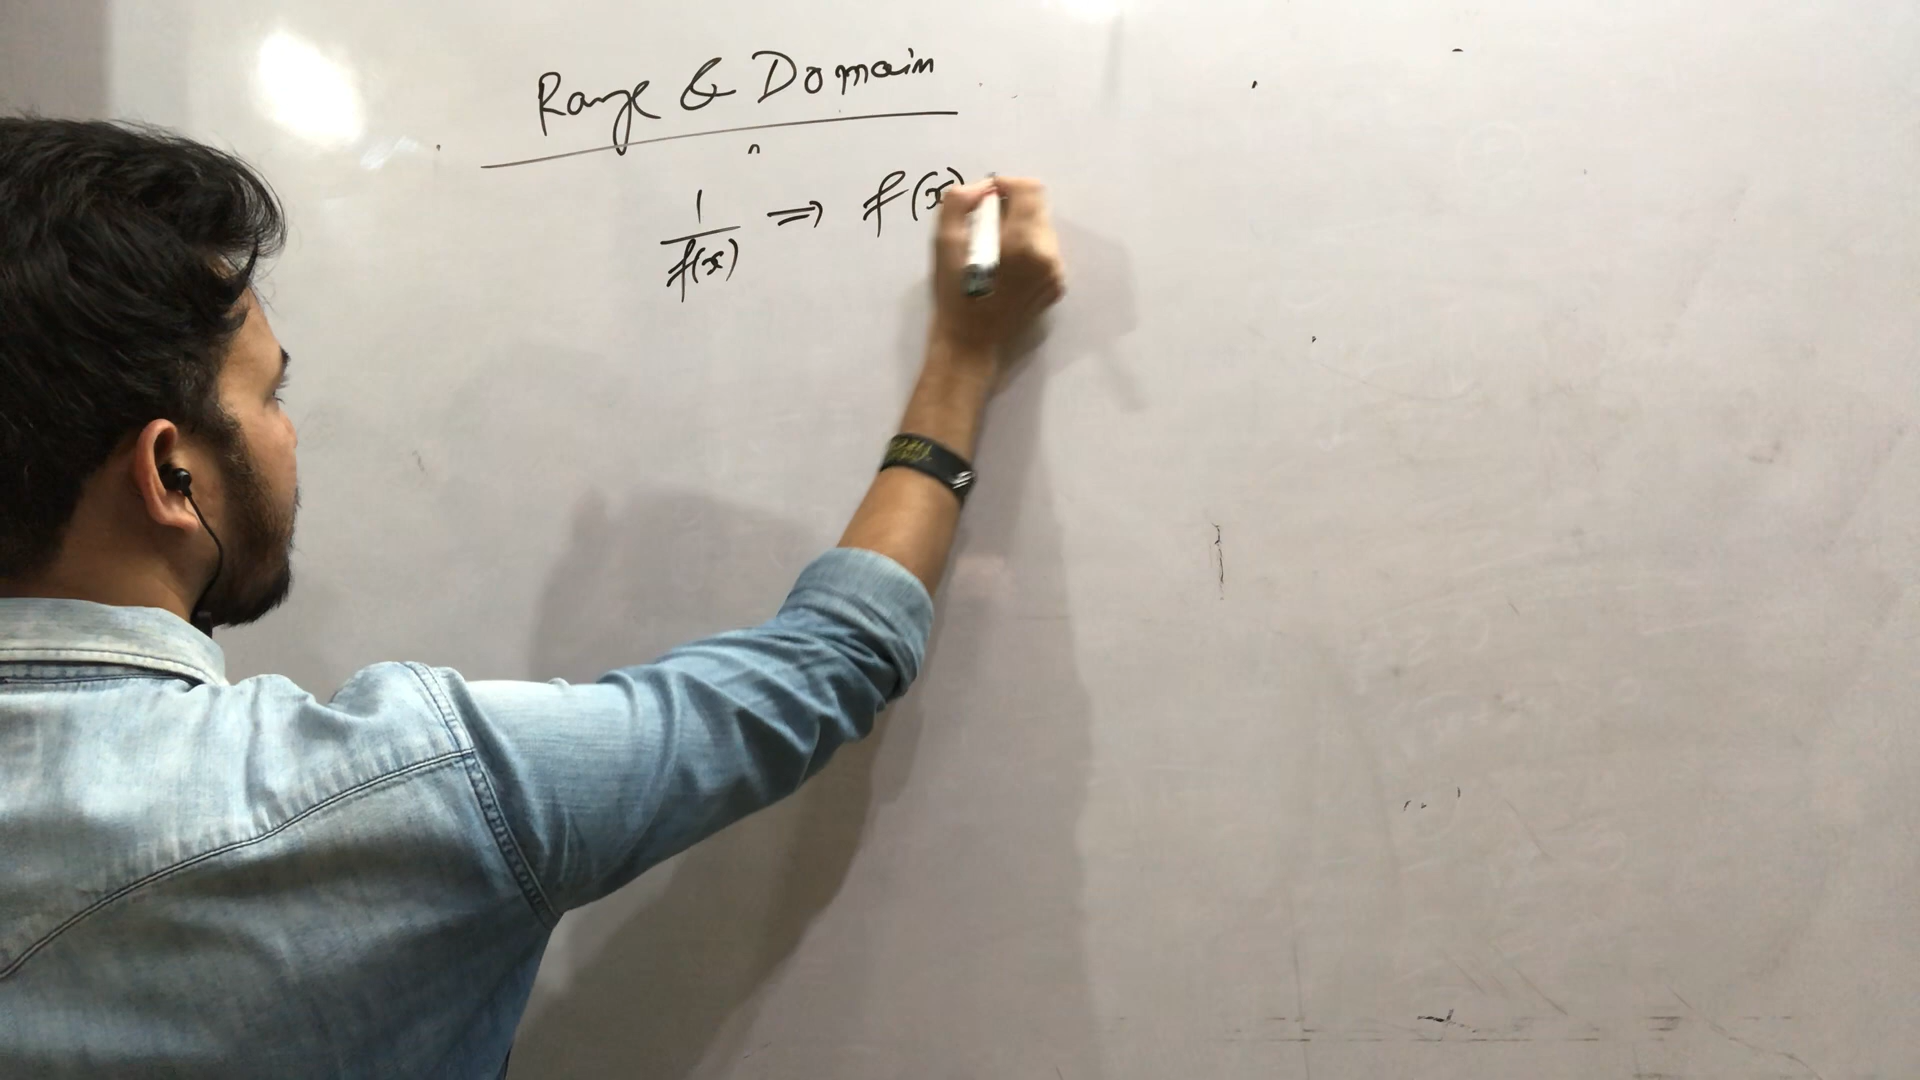 Range & Domain
1/f(x) ⇒ f(x)